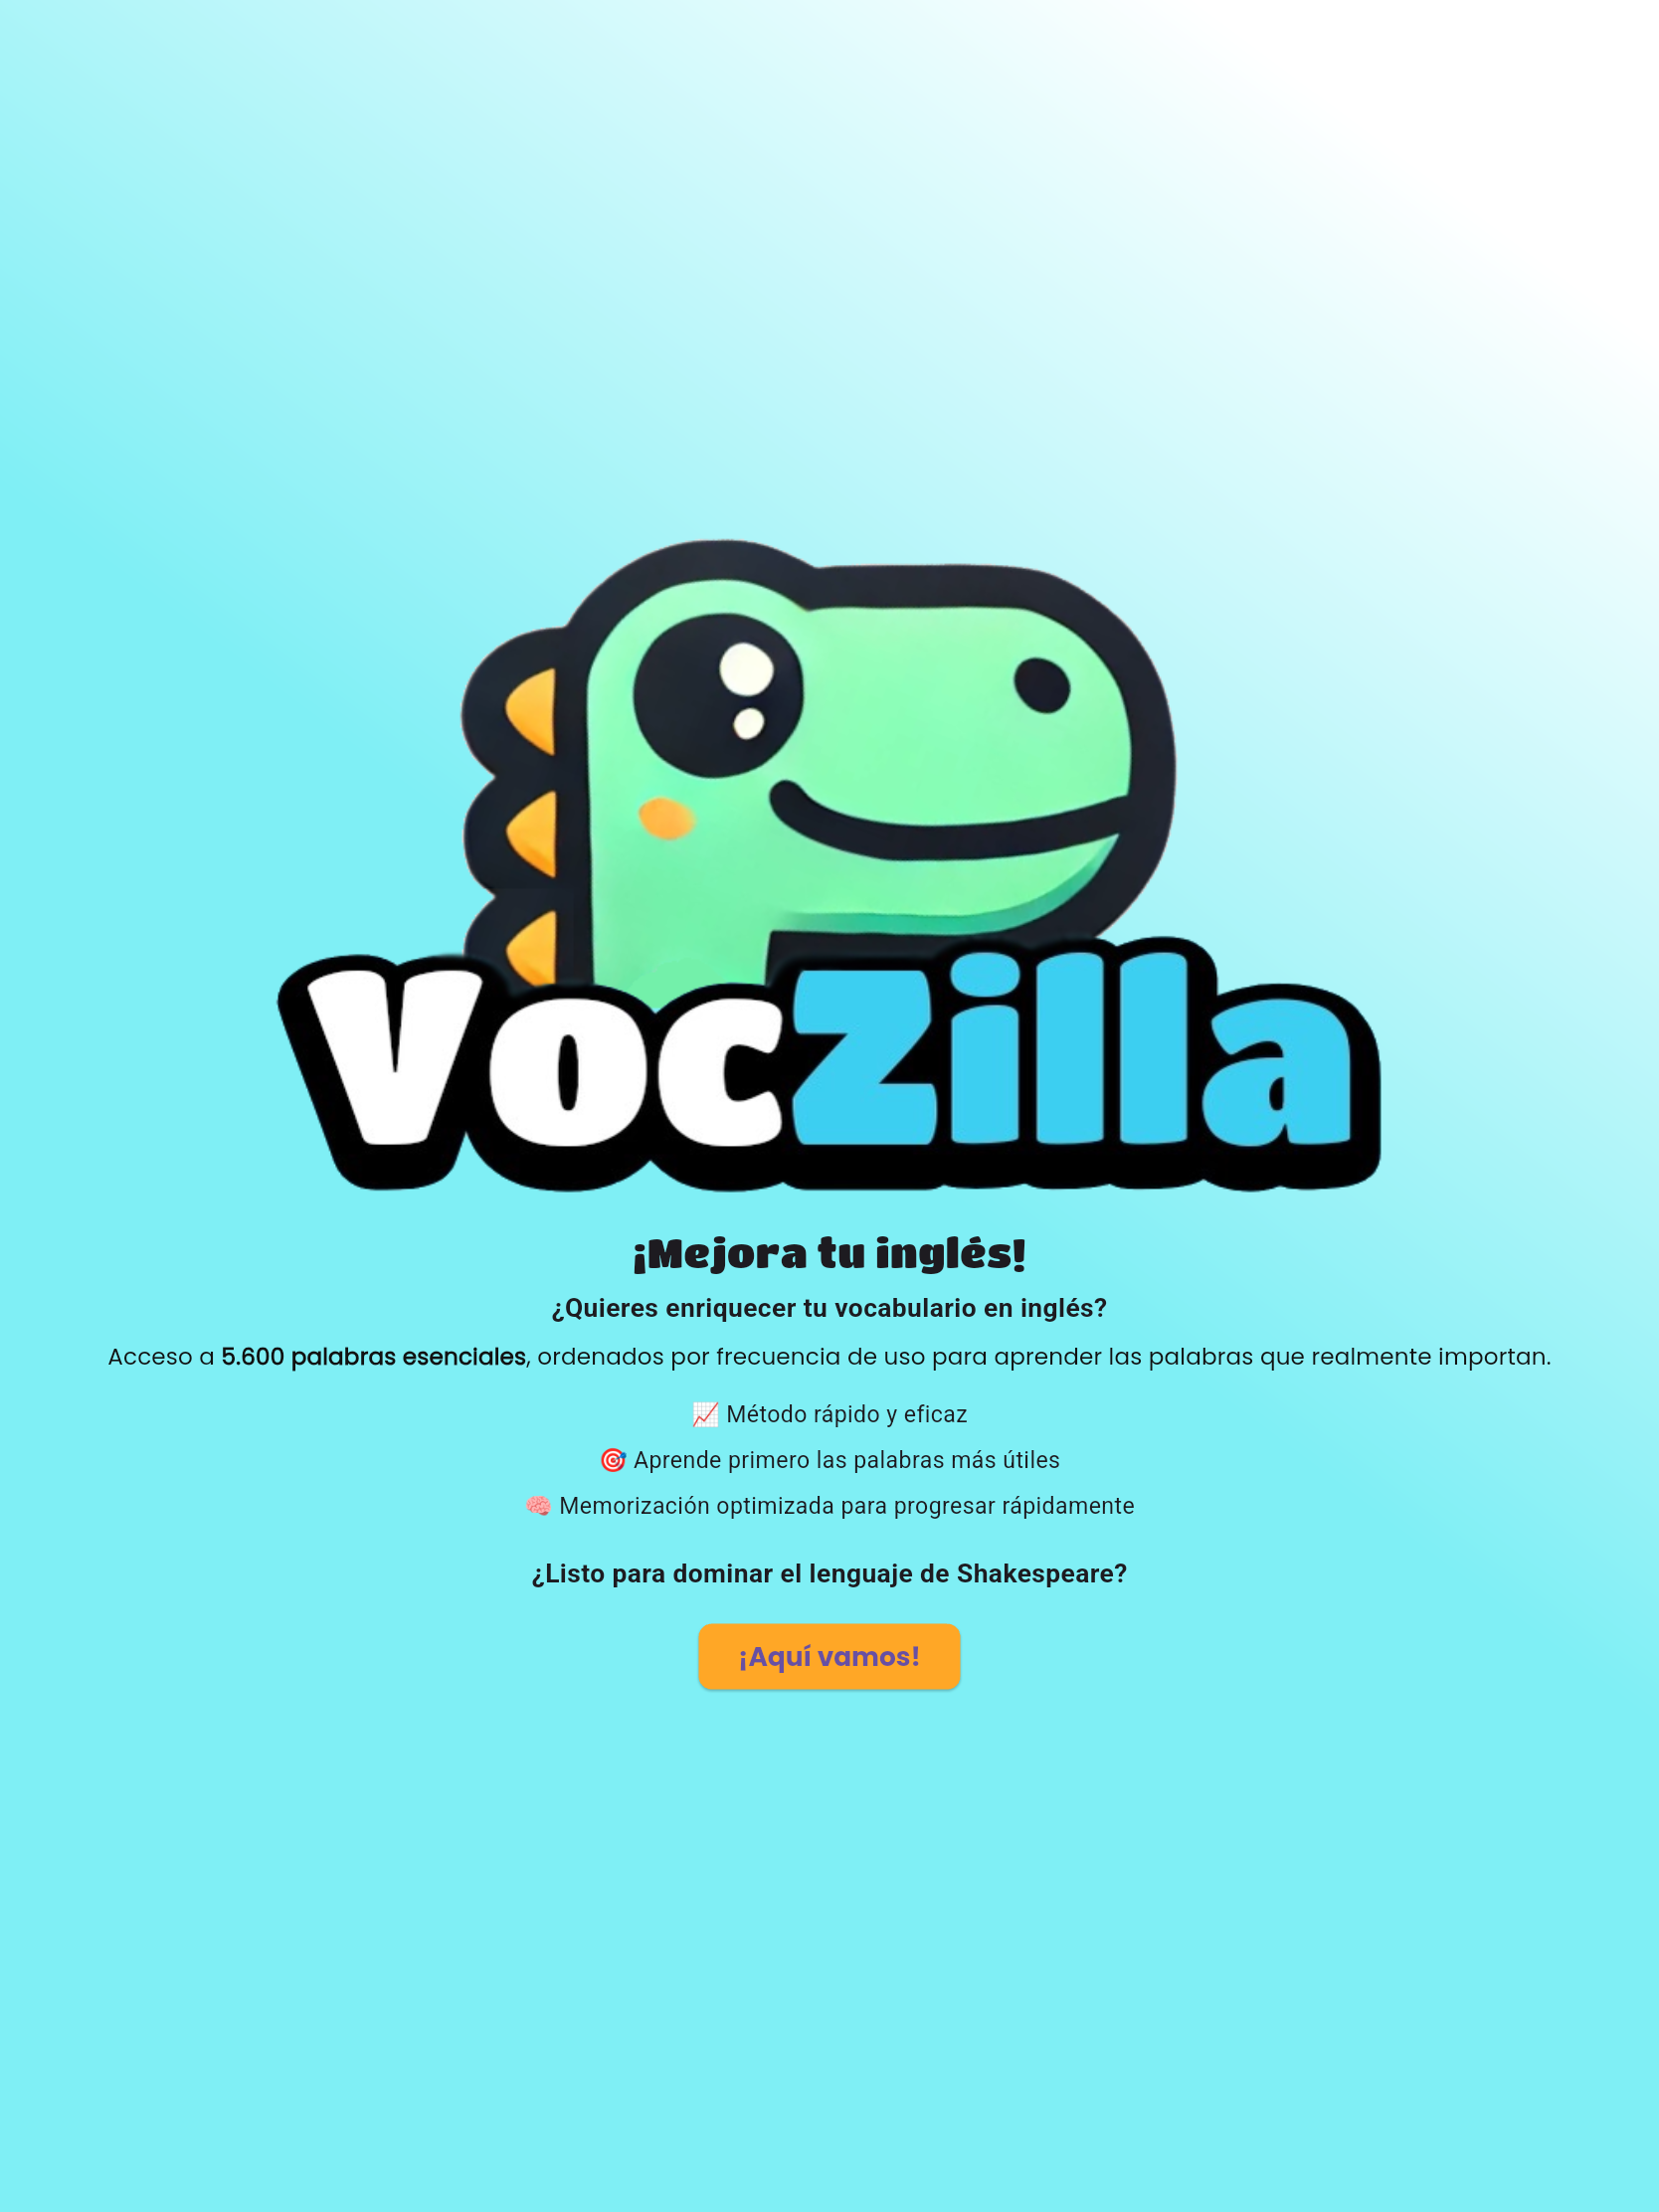 VocZilla
¡Mejora tu inglés!
¿Quieres enriquecer tu vocabulario en inglés?
Acceso a 5.600 palabras esenciales, ordenados por frecuencia de uso para aprender las palabras que realmente importan.
📈 Método rápido y eficaz
🎯 Aprende primero las palabras más útiles
🧠 Memorización optimizada para progresar rápidamente
¿Listo para dominar el lenguaje de Shakespeare?
¡Aquí vamos!